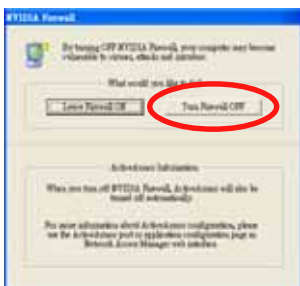 NVIDIA Firewall
By turning OFF NVIDIA Firewall, your computer may become
vulnerable to viruses, attacks and intrusion.
What would you like to do?
Leave Firewall ON
Turn Firewall OFF
ActiveArmor Information
When you turn off NVIDIA Firewall, ActiveArmor will also be
turned off automatically.
For more information about ActiveArmor configuration, please
see the ActiveArmor port or application configuration page in
Network Access Manager web interface.